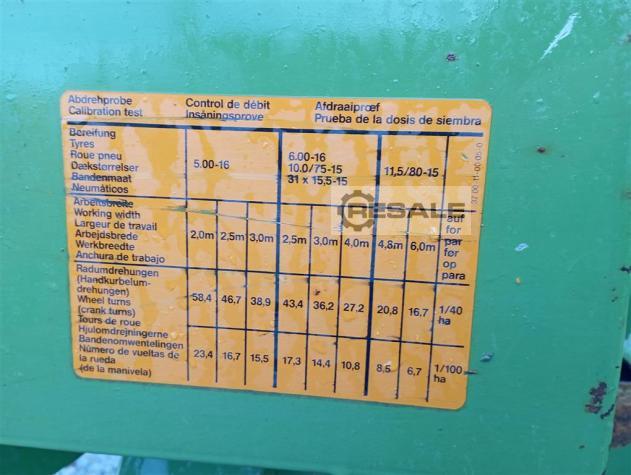 Abdrehprobe Control de débit Afdraaiprœf
Calibration test Insåningsprove Prueba de la dosis de siembra
Bereifung
Tyres
Roue pneu
Dækstørrelser
Bandenmaat
Neumáticos
5.00-16
6.00-16
10.0/75-15
31 x 15,5-15
11,5/80-15
Arbeitsbreite
Working width
Largeur de travail
Arbejdsbrede
Werkbreedte
Anchura de trabajo
2,0m 2,5m 3,0m 2,5m 3,0m 4,0m 4,8m 6,0m
auf
for
par
før
op
para
Radumdrehungen
(Handkurbelum-
drehungen)
Wheel turns
(crank turns)
Tours de roue
Hjulomdrejningerne
Bandenomwentelingen
Número de vueltas de
la rueda
(de la manivela)
58,4 46,7 38,9 43,4 36,2 27.2 20,8 16,7 1/40
ha
23,4 16,7 15,5 17,3 14,4 10,8 8,5 6,7 1/100
ha
RESALE